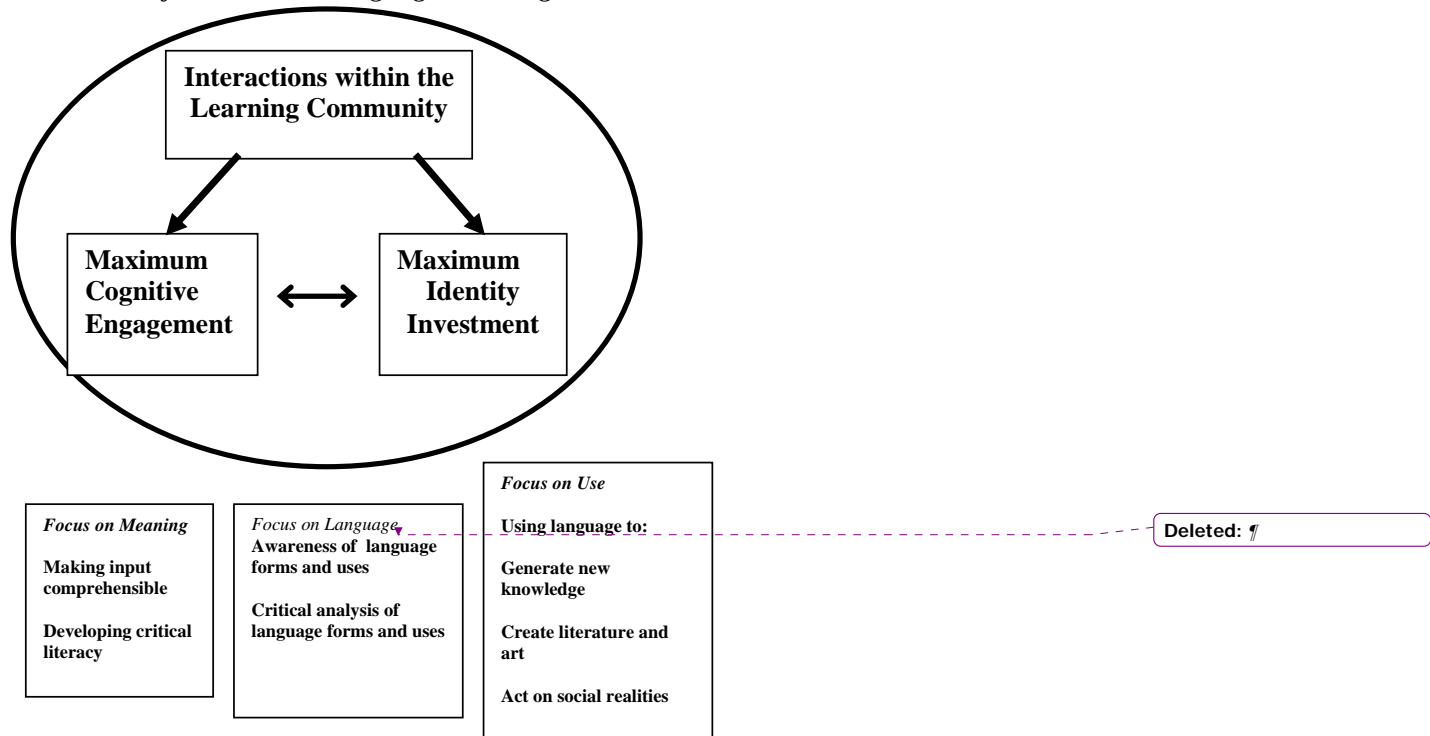 Interactions within the
Learning Community
Maximum
Cognitive
Engagement
Maximum
Identity
Investment
Focus on Meaning
Making input
comprehensible
Developing critical
literacy
Focus on Language
Awareness of language
forms and uses
Critical analysis of
language forms and uses
Focus on Use
Using language to:
Generate new
knowledge
Create literature and
art
Act on social realities
Deleted: ¶